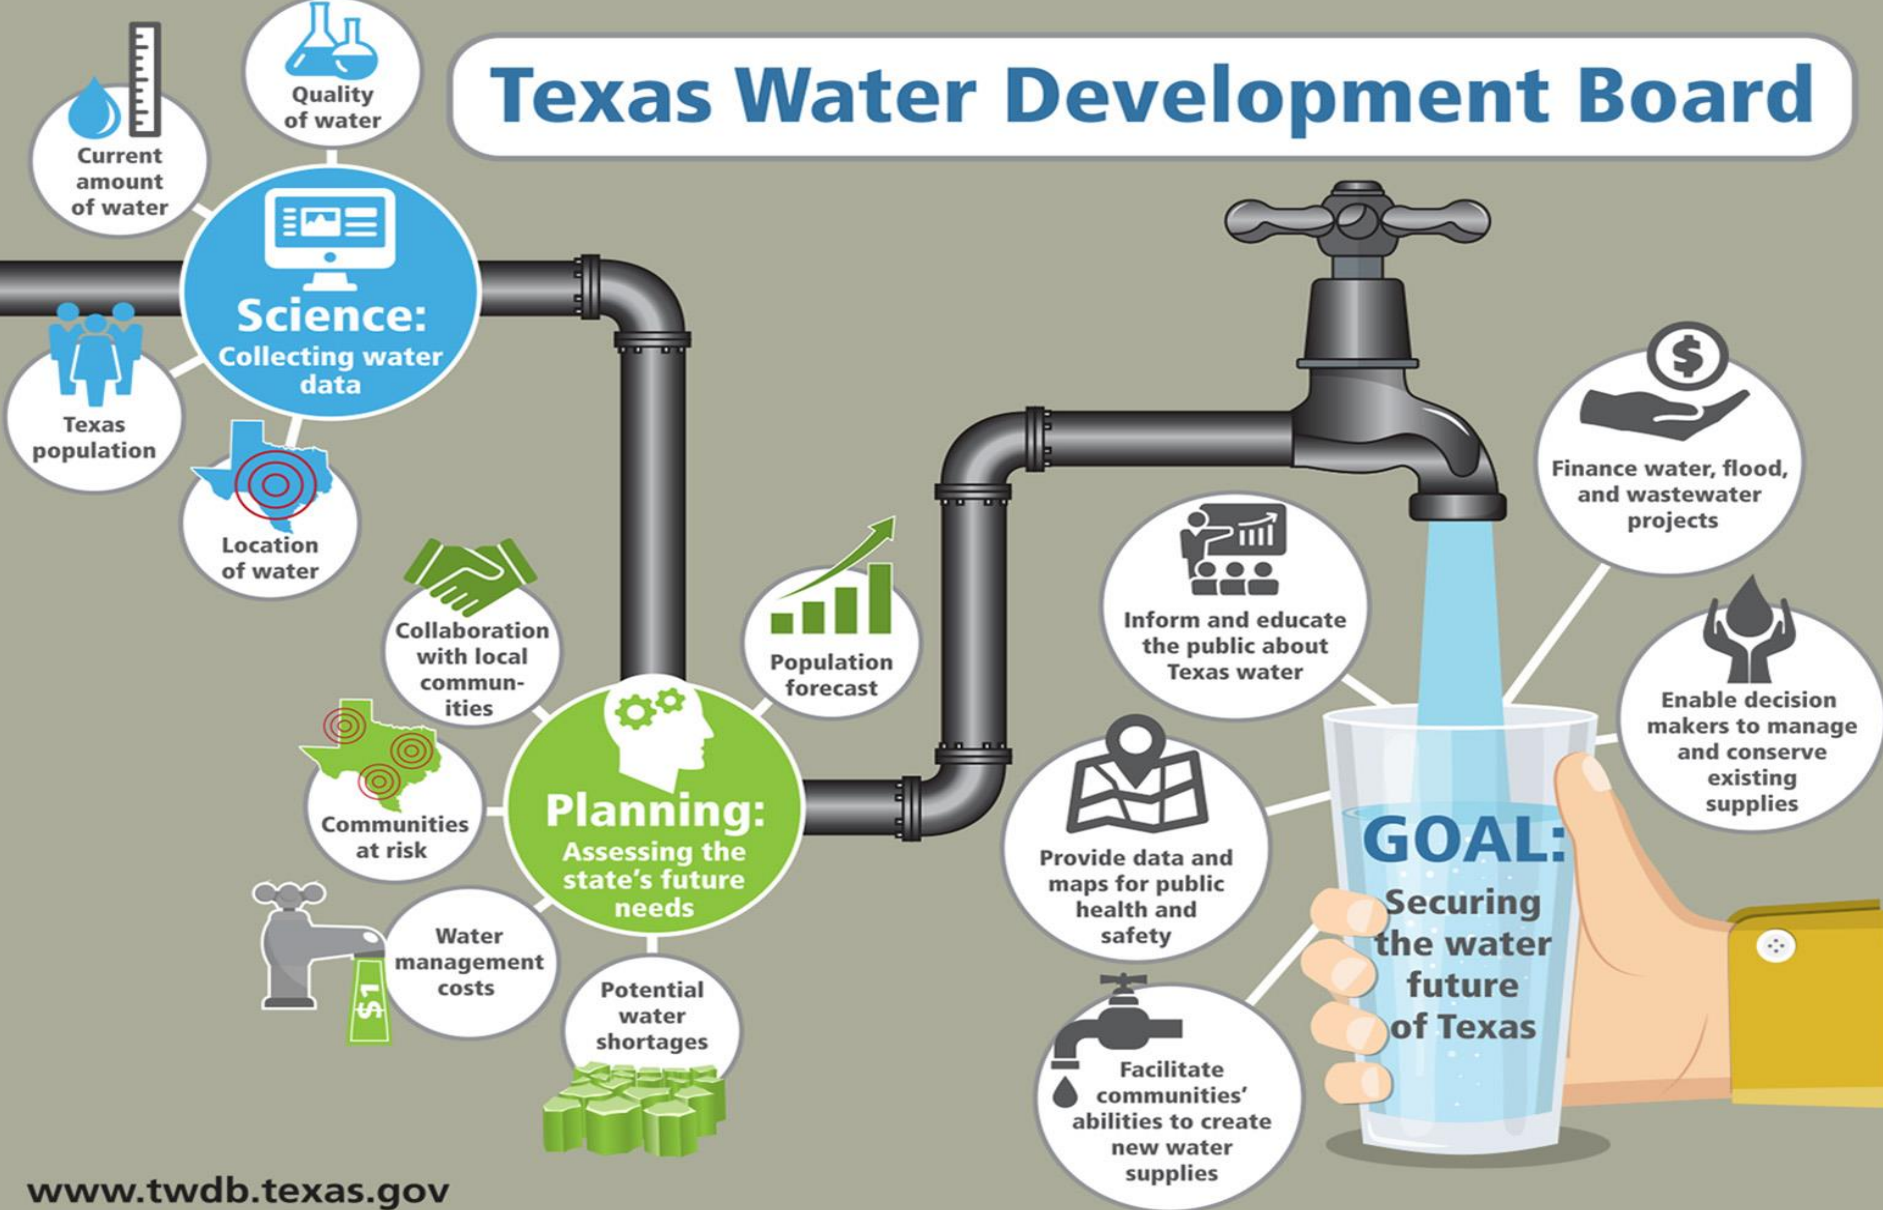 Texas Water Development Board
Quality
of water
Current
amount
of water
Science:
Collecting water
data
Texas
population
Location
of water
Collaboration
with local
commun-
ities
Population
forecast
Communities
at risk
Planning:
Assessing the
state's future
needs
Water
management
costs
$1
Potential
water
shortages
$
Finance water, flood,
and wastewater
projects
Inform and educate
the public about
Texas water
Enable decision
makers to manage
and conserve
existing
supplies
Provide data and
maps for public
health and
safety
GOAL:
Securing
the water
future
of Texas
Facilitate
communities'
abilities to create
new water
supplies
www.twdb.texas.gov